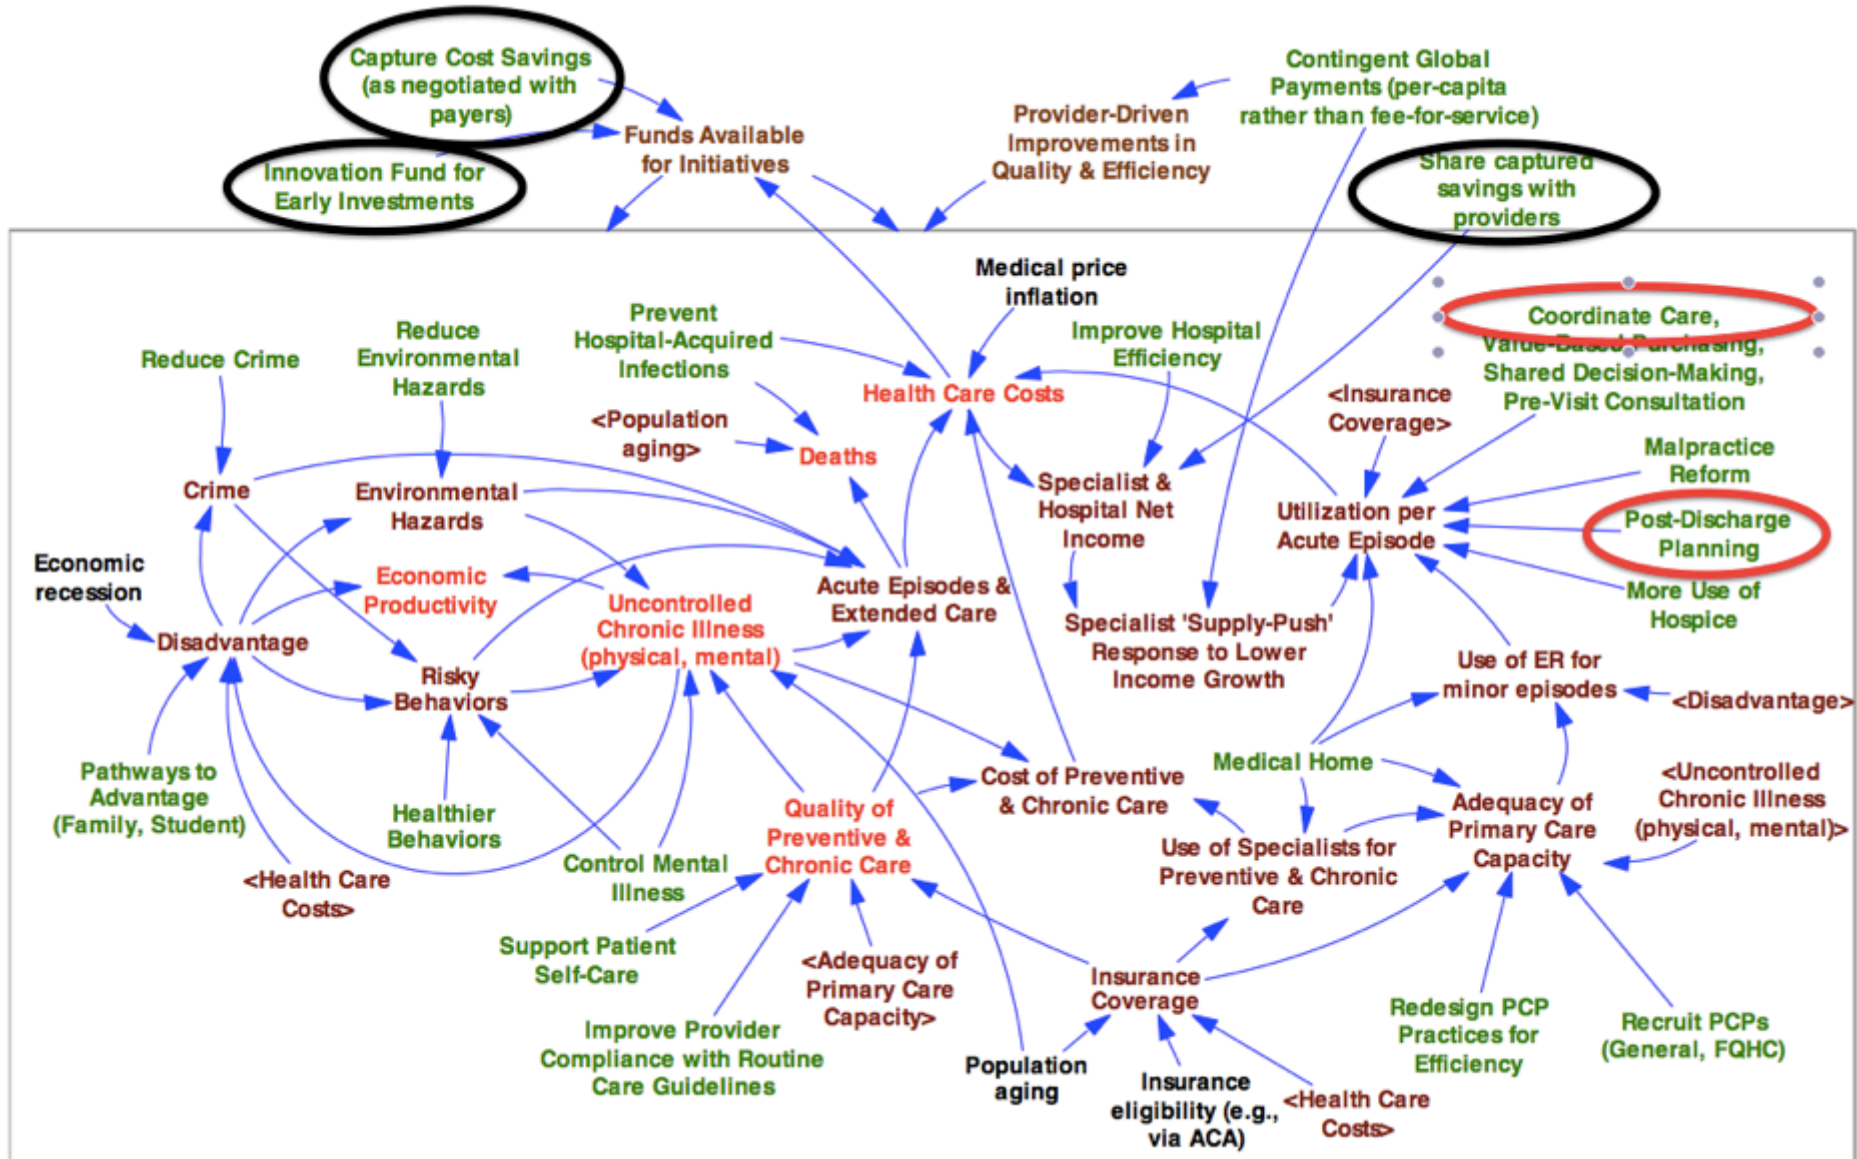 Capture Cost Savings
(as negotiated with
payers)
Innovation Fund for
Early Investments
Funds Available
for Initiatives
Provider-Driven
Improvements in
Quality & Efficiency
Contingent Global
Payments (per-capita
rather than fee-for-service)
Share captured
savings with
providers
Medical price
inflation
Coordinate Care,
Value-Based Purchasing,
Shared Decision-Making,
Pre-Visit Consultation
Reduce Crime
Reduce
Environmental
Hazards
Prevent
Hospital-Acquired
Infections
Improve Hospital
Efficiency
Health Care Costs
<Population
aging>
Deaths
<Insurance
Coverage>
Malpractice
Reform
Crime
Environmental
Hazards
Specialist &
Hospital Net
Income
Utilization per
Acute Episode
Post-Discharge
Planning
Economic
recession
Economic
Productivity
Uncontrolled
Chronic Illness
(physical, mental)
Acute Episodes &
Extended Care
More Use of
Hospice
Disadvantage
Risky
Behaviors
Specialist 'Supply-Push'
Response to Lower
Income Growth
Use of ER for
minor episodes
<Disadvantage>
Pathways to
Advantage
(Family, Student)
Healthier
Behaviors
Medical Home
Cost of Preventive
& Chronic Care
Quality of
Preventive &
Chronic Care
Adequacy of
Primary Care
Capacity
<Uncontrolled
Chronic Illness
(physical, mental)>
<Health Care
Costs>
Control Mental
Illness
Use of Specialists for
Preventive & Chronic
Care
Support Patient
Self-Care
<Adequacy of
Primary Care
Capacity>
Insurance
Coverage
Improve Provider
Compliance with Routine
Care Guidelines
Population
aging
Insurance
eligibility (e.g.,
via ACA)
<Health Care
Costs>
Redesign PCP
Practices for
Efficiency
Recruit PCPs
(General, FQHC)